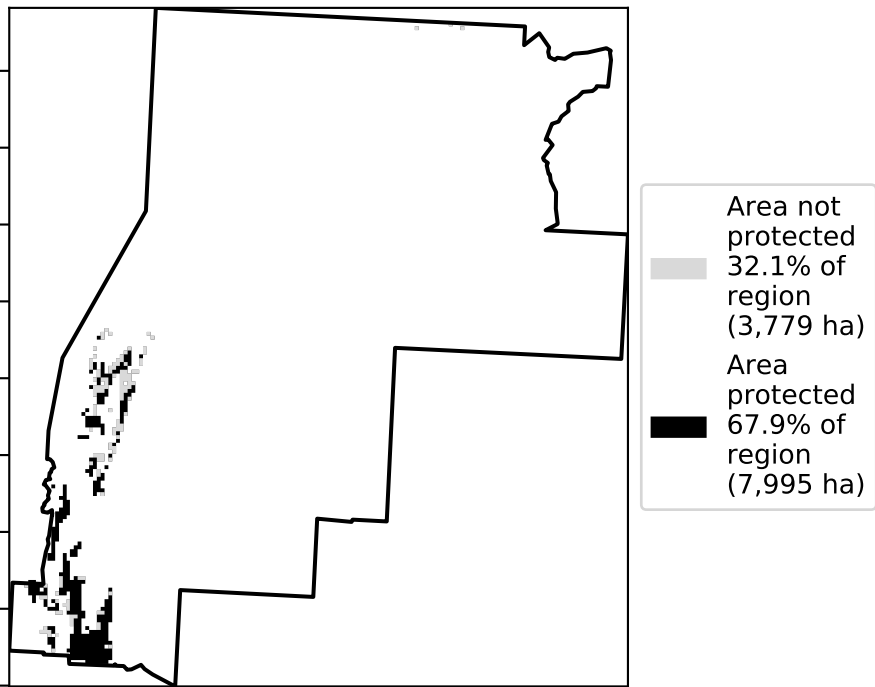 Area not
protected
32.1% of
region
(3,779 ha)
Area
protected
67.9% of
region
(7,995 ha)